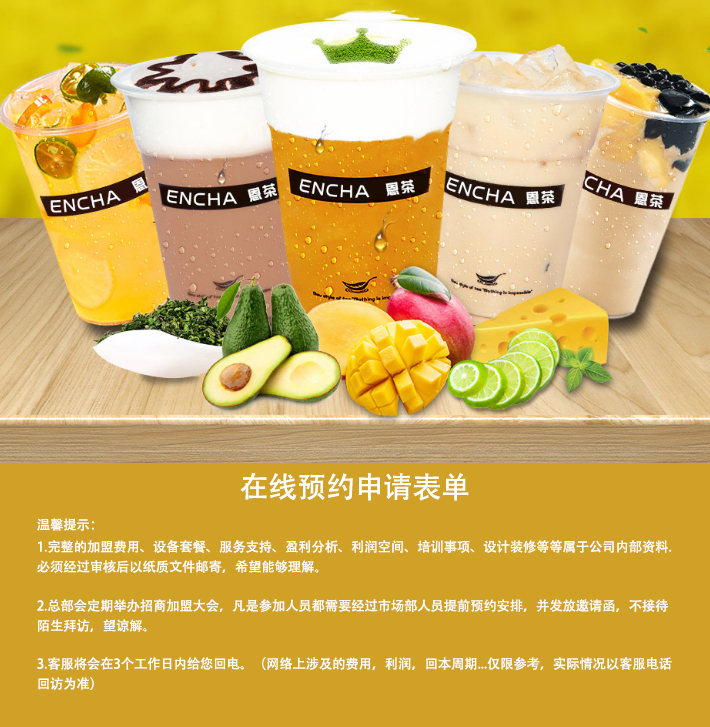 ENCHA 恩
ENCHA 恩茶
ENCHA 恩茶
ENCHA 恩茶
CHA 恩茶
New style of tea "Nothing is impossible"
在线预约申请表单
温馨提示：
1.完整的加盟费用、设备套餐、服务支持、盈利分析、利润空间、培训事项、设计装修等等属于公司内部资料.
必须经过审核后以纸质文件邮寄，希望能够理解。
2.总部会定期举办招商加盟大会，凡是参加人员都需要经过市场部人员提前预约安排，并发放邀请函，不接待
陌生拜访，望谅解。
3.客服将会在3个工作日内给您回电。（网络上涉及的费用，利润，回本周期...仅限参考，实际情况以客服电话
回访为准）